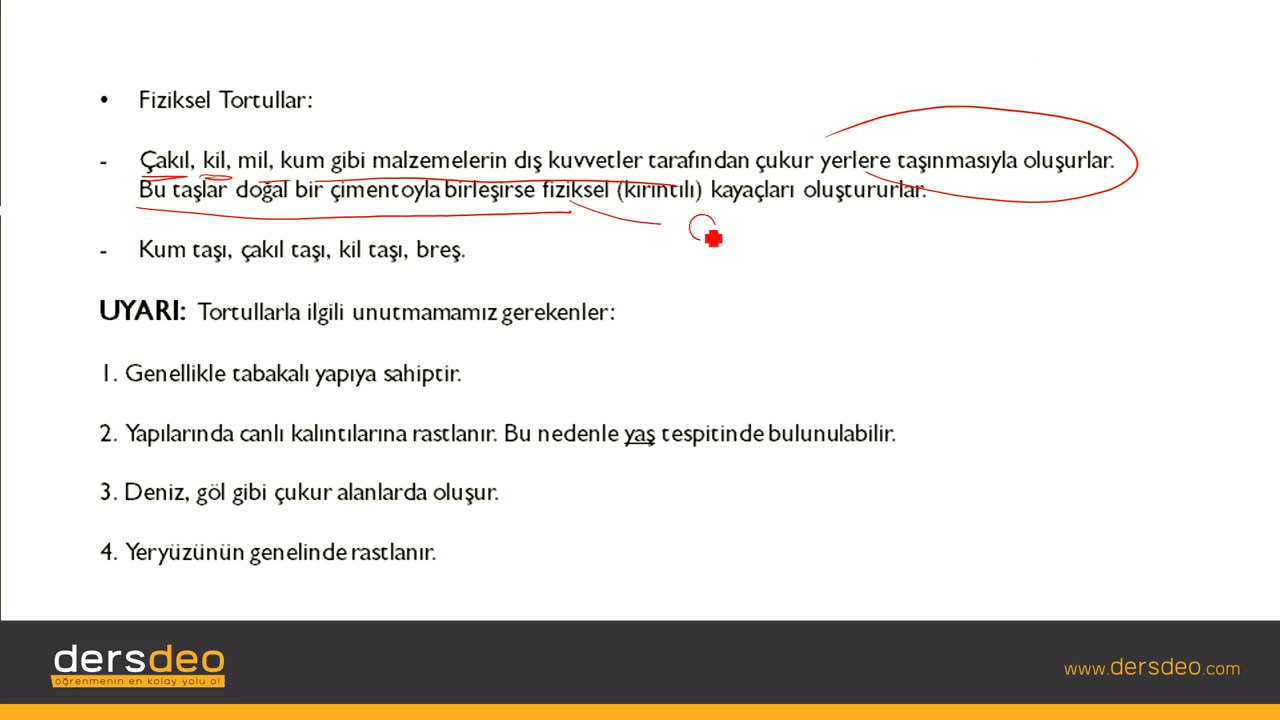 • Fiziksel Tortullar:
- Çakıl, kil, mil, kum gibi malzemelerin dış kuvvetler tarafından çukur yerlere taşınmasıyla oluşurlar.
Bu taşlar doğal bir çimentoyla birleşirse fiziksel (kırıntılı) kayaçları oluştururlar.
- Kum taşı, çakıl taşı, kil taşı, breş.
UYARI: Tortullarla ilgili unutmamamız gerekenler:
1. Genellikle tabakalı yapıya sahiptir.
2. Yapılarında canlı kalıntılarına rastlanır. Bu nedenle yaş tespitinde bulunulabilir.
3. Deniz, göl gibi çukur alanlarda oluşur.
4. Yeryüzünün genelinde rastlanır.
dersdeo
öğrenmenin en kolay yolu o!
www.dersdeo.com